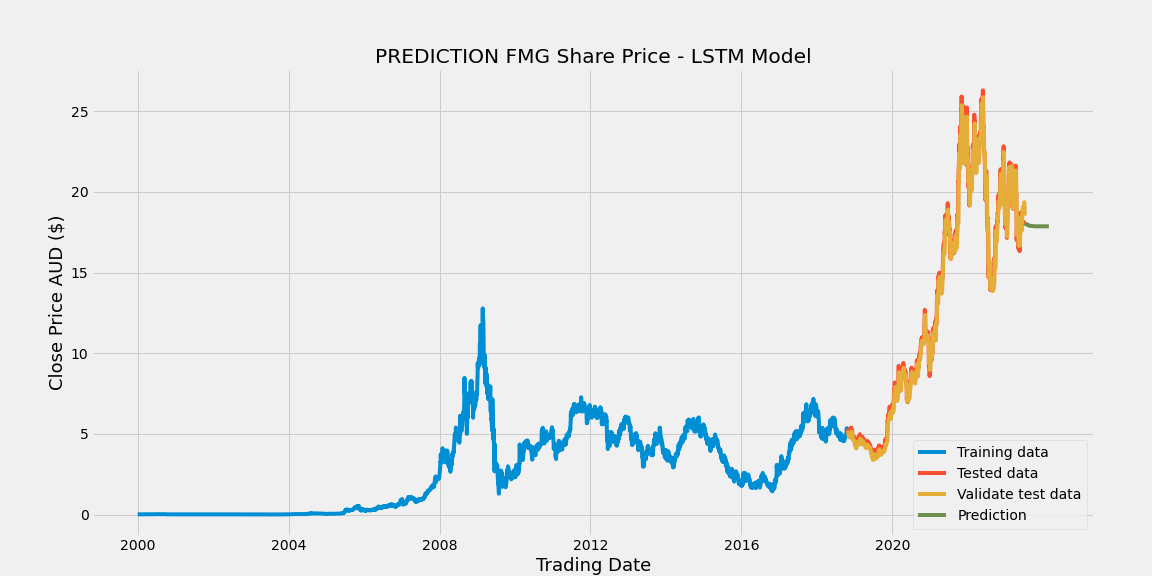 PREDICTION FMG Share Price - LSTM Model
Close Price AUD ($)
25
20
15
10
5
0
2000 2004 2008 2012 2016 2020
Trading Date
Training data
Tested data
Validate test data
Prediction